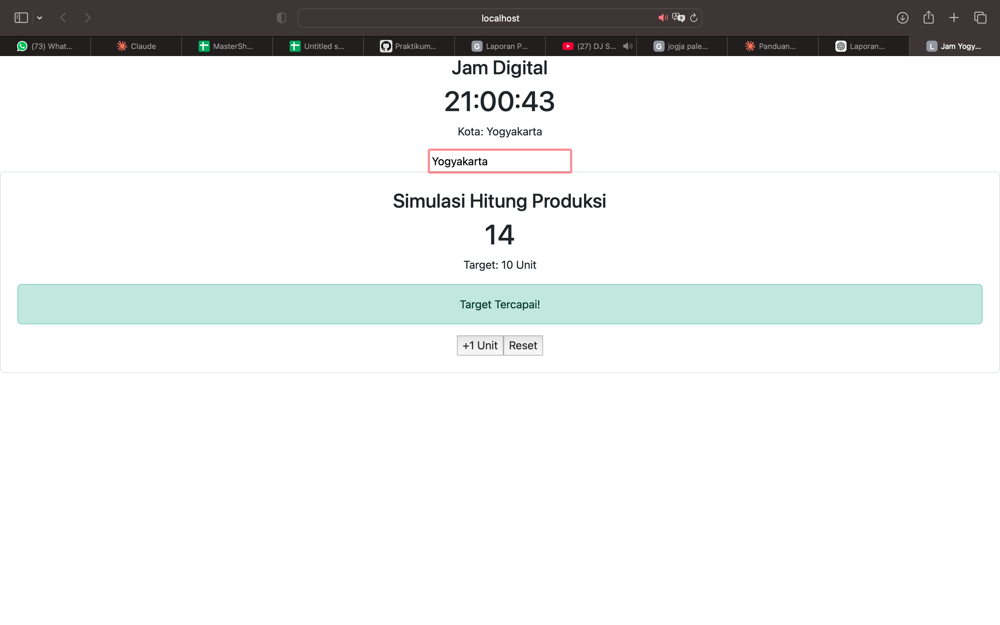 localhost
(73) What...
Claude
MasterSh...
Untitled s...
Praktikum...
G Laporan P...
(27) DJ S...
G jogja pale...
Panduan...
Laporan...
L Jam Yogy...
Jam Digital
21:00:43
Kota: Yogyakarta
Yogyakarta
Simulasi Hitung Produksi
14
Target: 10 Unit
Target Tercapai!
+1 Unit
Reset